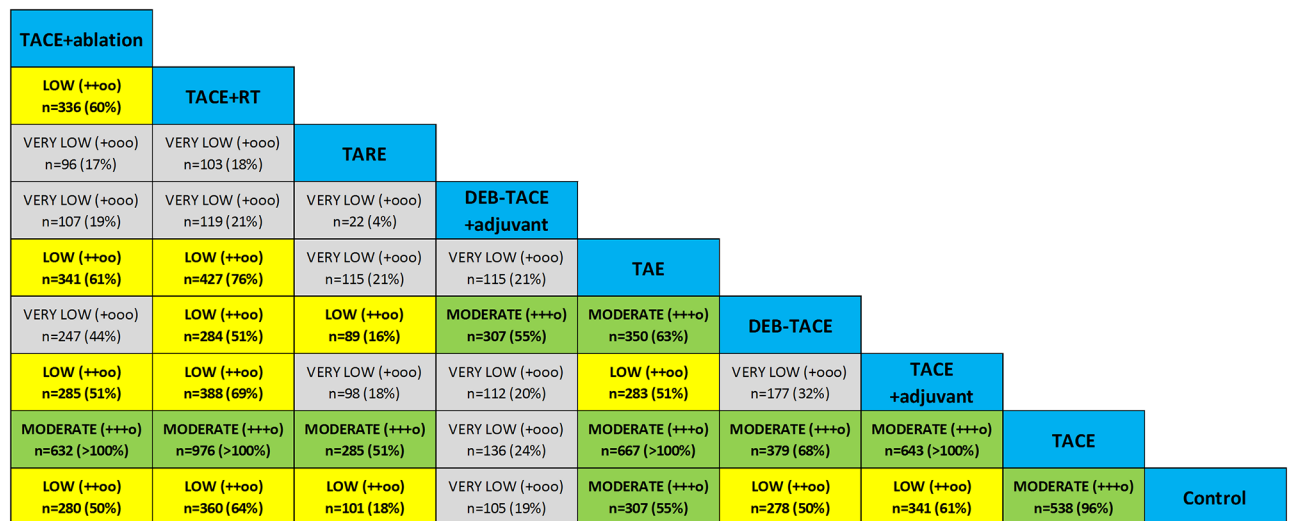 TACE+ablation
LOW (++oo)
n=336 (60%)
TACE+RT
VERY LOW (+ooo)
n=96 (17%)
VERY LOW (+ooo)
n=103 (18%)
TARE
VERY LOW (+ooo)
n=107 (19%)
VERY LOW (+ooo)
n=119 (21%)
VERY LOW (+ooo)
n=22 (4%)
DEB-TACE
+adjuvant
LOW (++oo)
n=341 (61%)
LOW (++oo)
n=427 (76%)
VERY LOW (+ooo)
n=115 (21%)
VERY LOW (+ooo)
n=115 (21%)
TAE
VERY LOW (+ooo)
n=247 (44%)
LOW (++oo)
n=284 (51%)
LOW (++oo)
n=89 (16%)
MODERATE (+++o)
n=307 (55%)
MODERATE (+++o)
n=350 (63%)
DEB-TACE
LOW (++oo)
n=285 (51%)
LOW (++oo)
n=388 (69%)
VERY LOW (+ooo)
n=98 (18%)
VERY LOW (+ooo)
n=112 (20%)
LOW (++oo)
n=283 (51%)
VERY LOW (+ooo)
n=177 (32%)
TACE
+adjuvant
MODERATE (+++o)
n=632 (>100%)
MODERATE (+++o)
n=976 (>100%)
MODERATE (+++o)
n=285 (51%)
VERY LOW (+ooo)
n=136 (24%)
MODERATE (+++o)
n=667 (>100%)
MODERATE (+++o)
n=379 (68%)
MODERATE (+++o)
n=643 (>100%)
TACE
LOW (++oo)
n=280 (50%)
LOW (++oo)
n=360 (64%)
LOW (++oo)
n=101 (18%)
VERY LOW (+ooo)
n=105 (19%)
MODERATE (+++o)
n=307 (55%)
LOW (++oo)
n=278 (50%)
LOW (++oo)
n=341 (61%)
MODERATE (+++o)
n=538 (96%)
Control